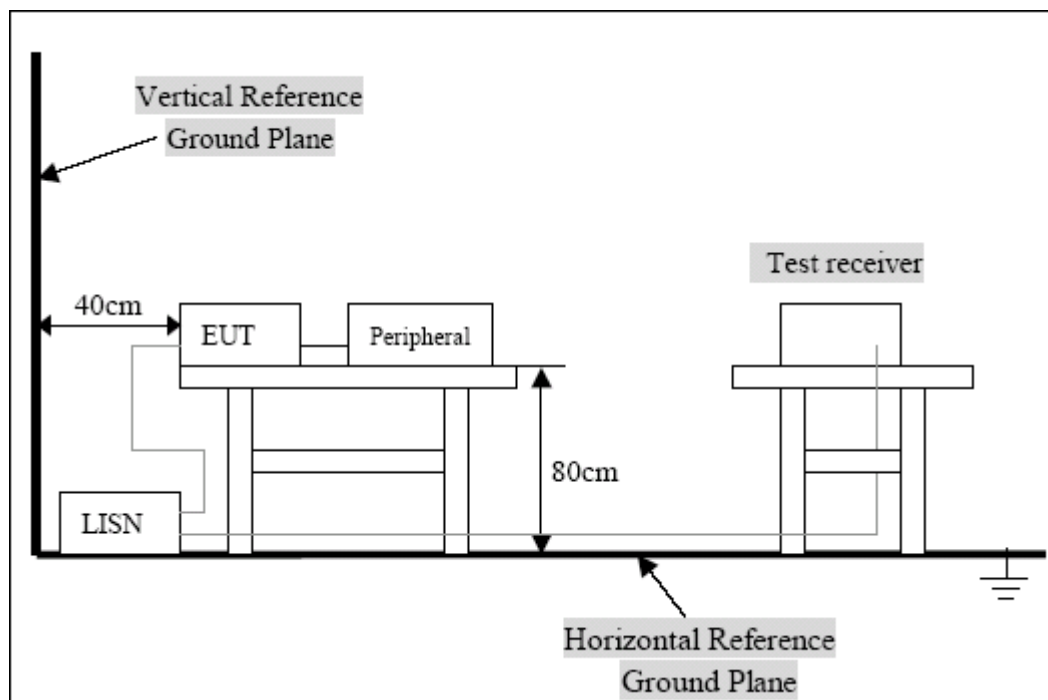 Vertical Reference
Ground Plane
Test receiver
40cm
EUT
Peripheral
80cm
LISN
Horizontal Reference
Ground Plane